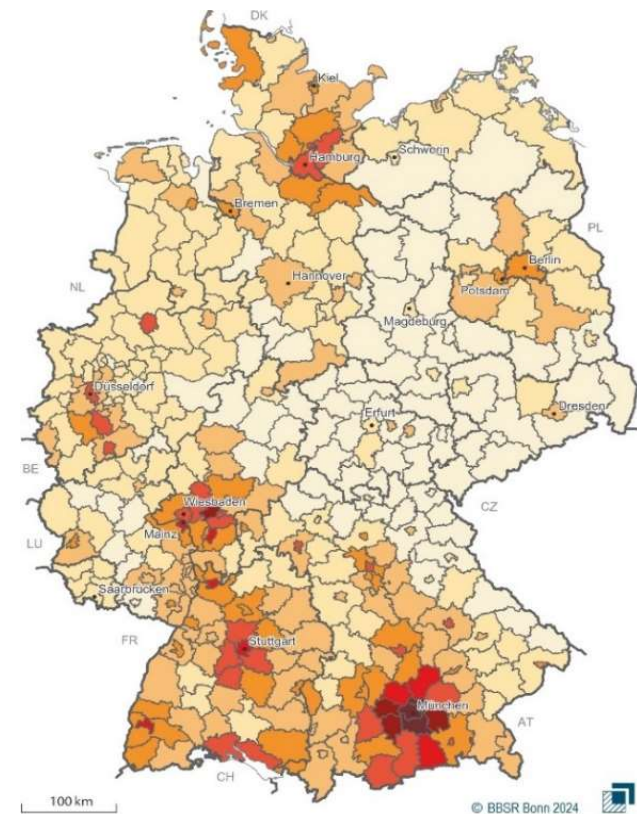 DK
Kiel
Hamburg
Schwerin
Bremen
PL
Berlin
Hannover
Potsdam
NL
Magdeburg
Düsseldorf
Erfurt
Dresden
BE
Wiesbaden
CZ
Mainz
LU
Saarbrücken
FR
Stuttgart
München
AT
CH
100 km
© BBSR Bonn 2024